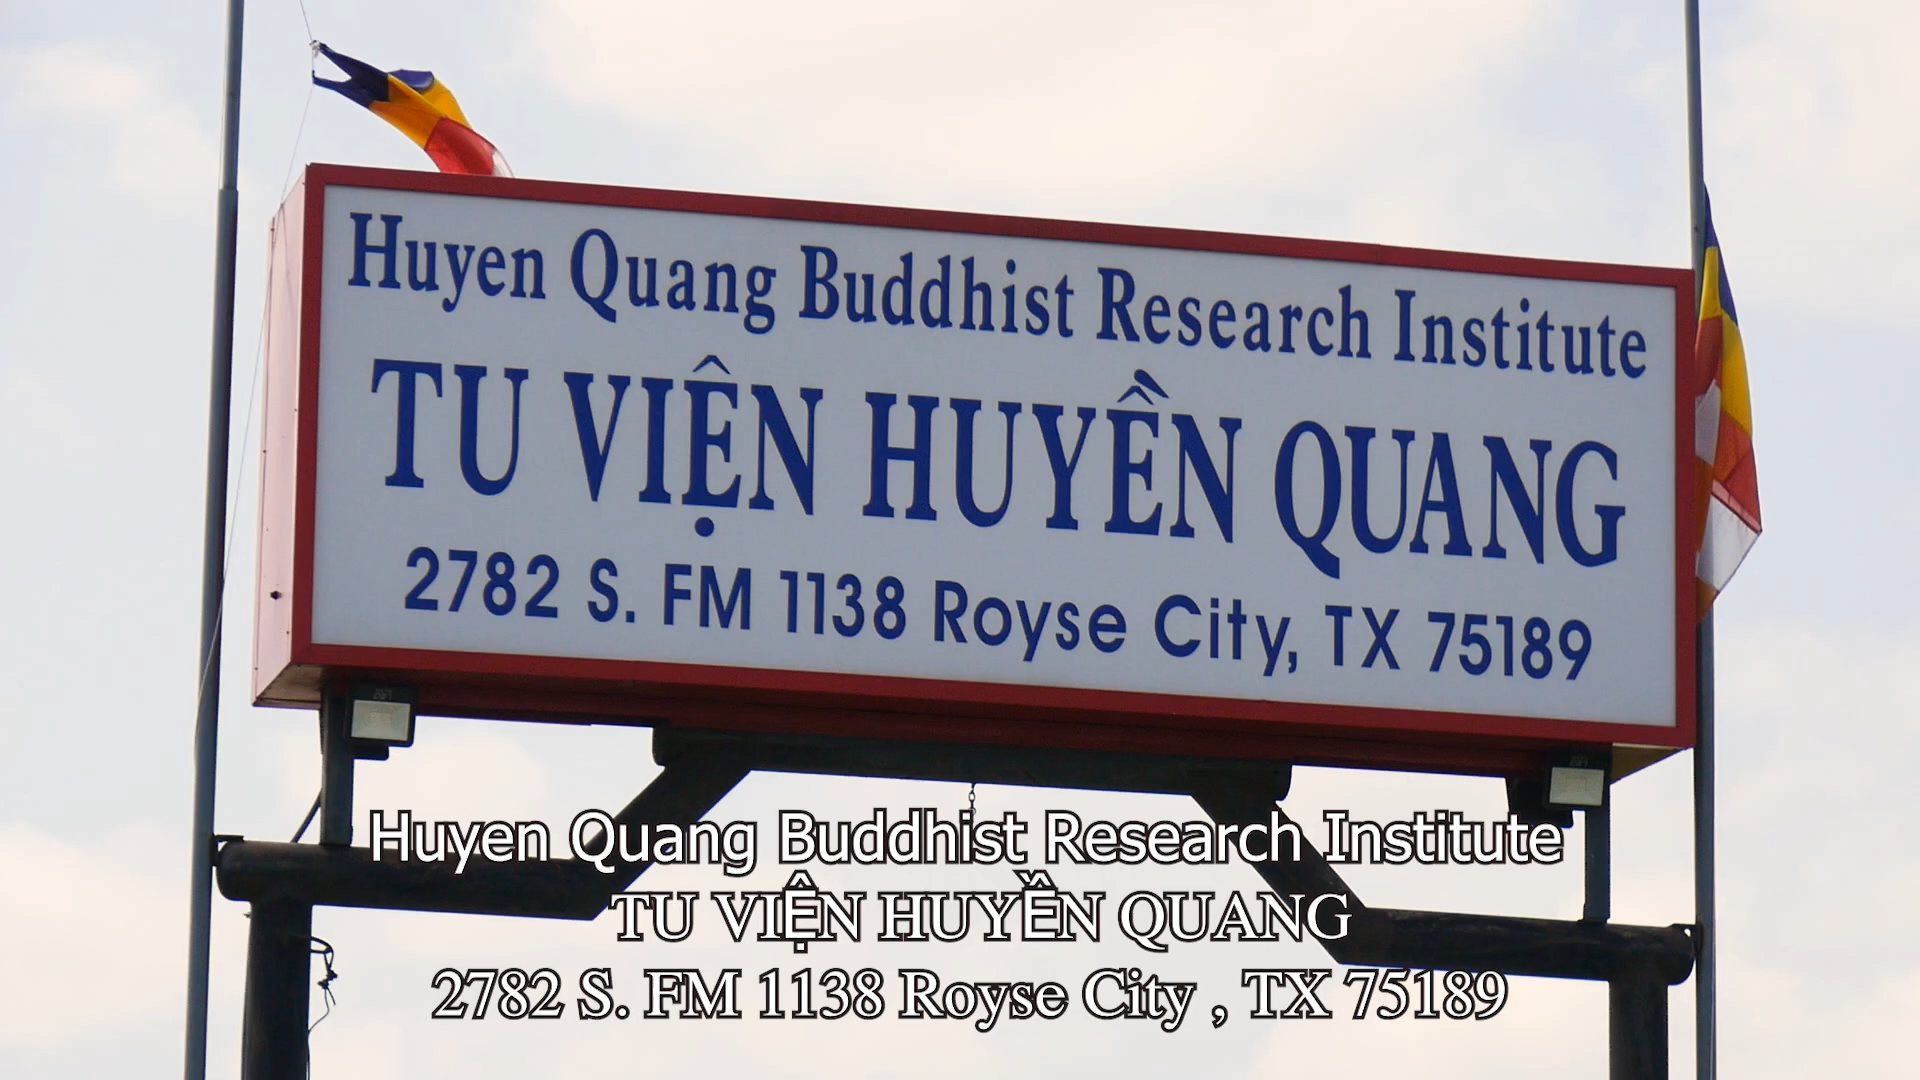 Huyen Quang Buddhist Research Institute
TU VIỆN HUYỀN QUANG
2782 S. FM 1138 Royse City, TX 75189
Huyen Quang Buddhist Research Institute
TU VIỆN HUYỀN QUANG
2782 S. FM 1138 Royse City , TX 75189